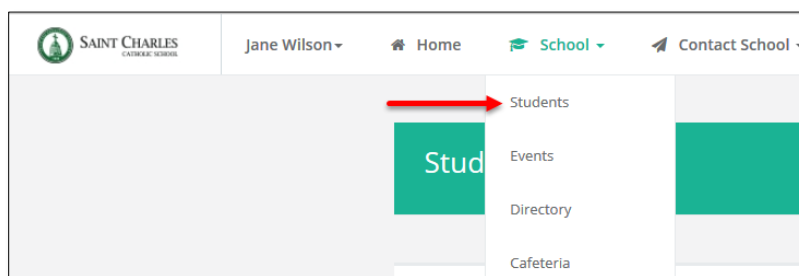 SAINT CHARLES
CATHOLIC SCHOOL
Jane Wilson
Home
School
Contact School
Students
Stud
Events
Directory
Cafeteria